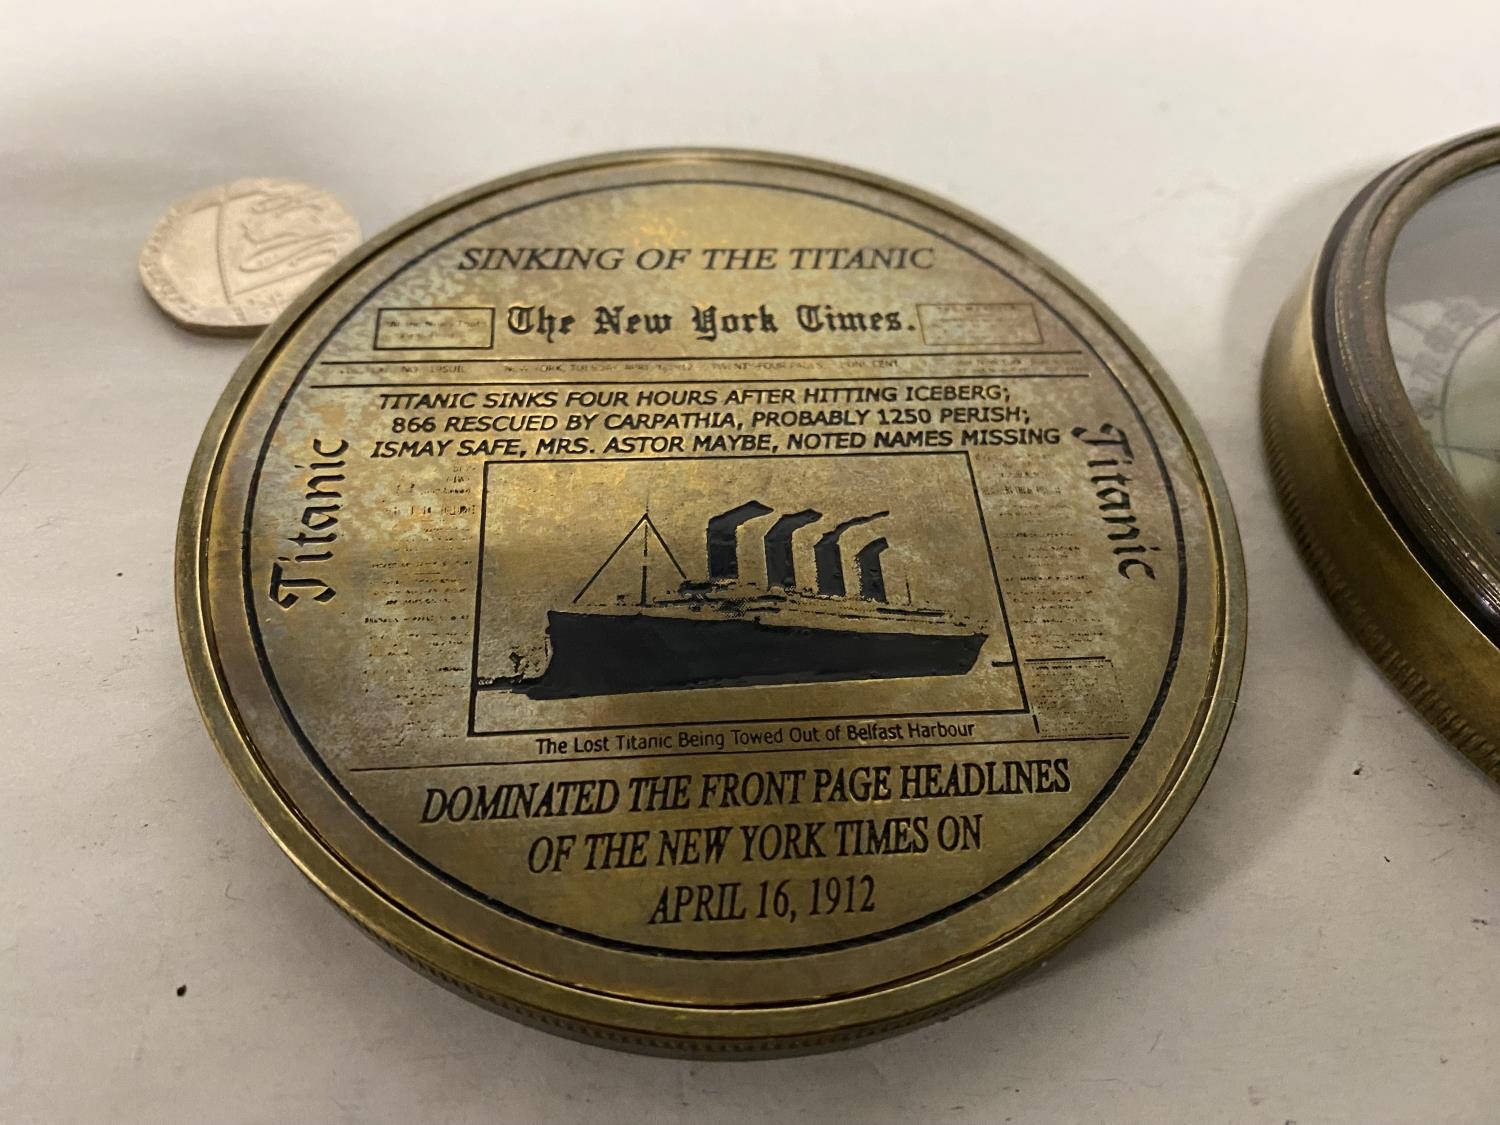 SINKING OF THE TITANIC
The New York Times.
TITANIC SINKS FOUR HOURS AFTER HITTING ICEBERG;
866 RESCUED BY CARPATHIA, PROBABLY 1250 PERISH;
ISMAY SAFE, MRS. ASTOR MAYBE, NOTED NAMES MISSING
Titanic
Titanic
The Lost Titanic Being Towed Out of Belfast Harbour
DOMINATED THE FRONT PAGE HEADLINES
OF THE NEW YORK TIMES ON
APRIL 16, 1912